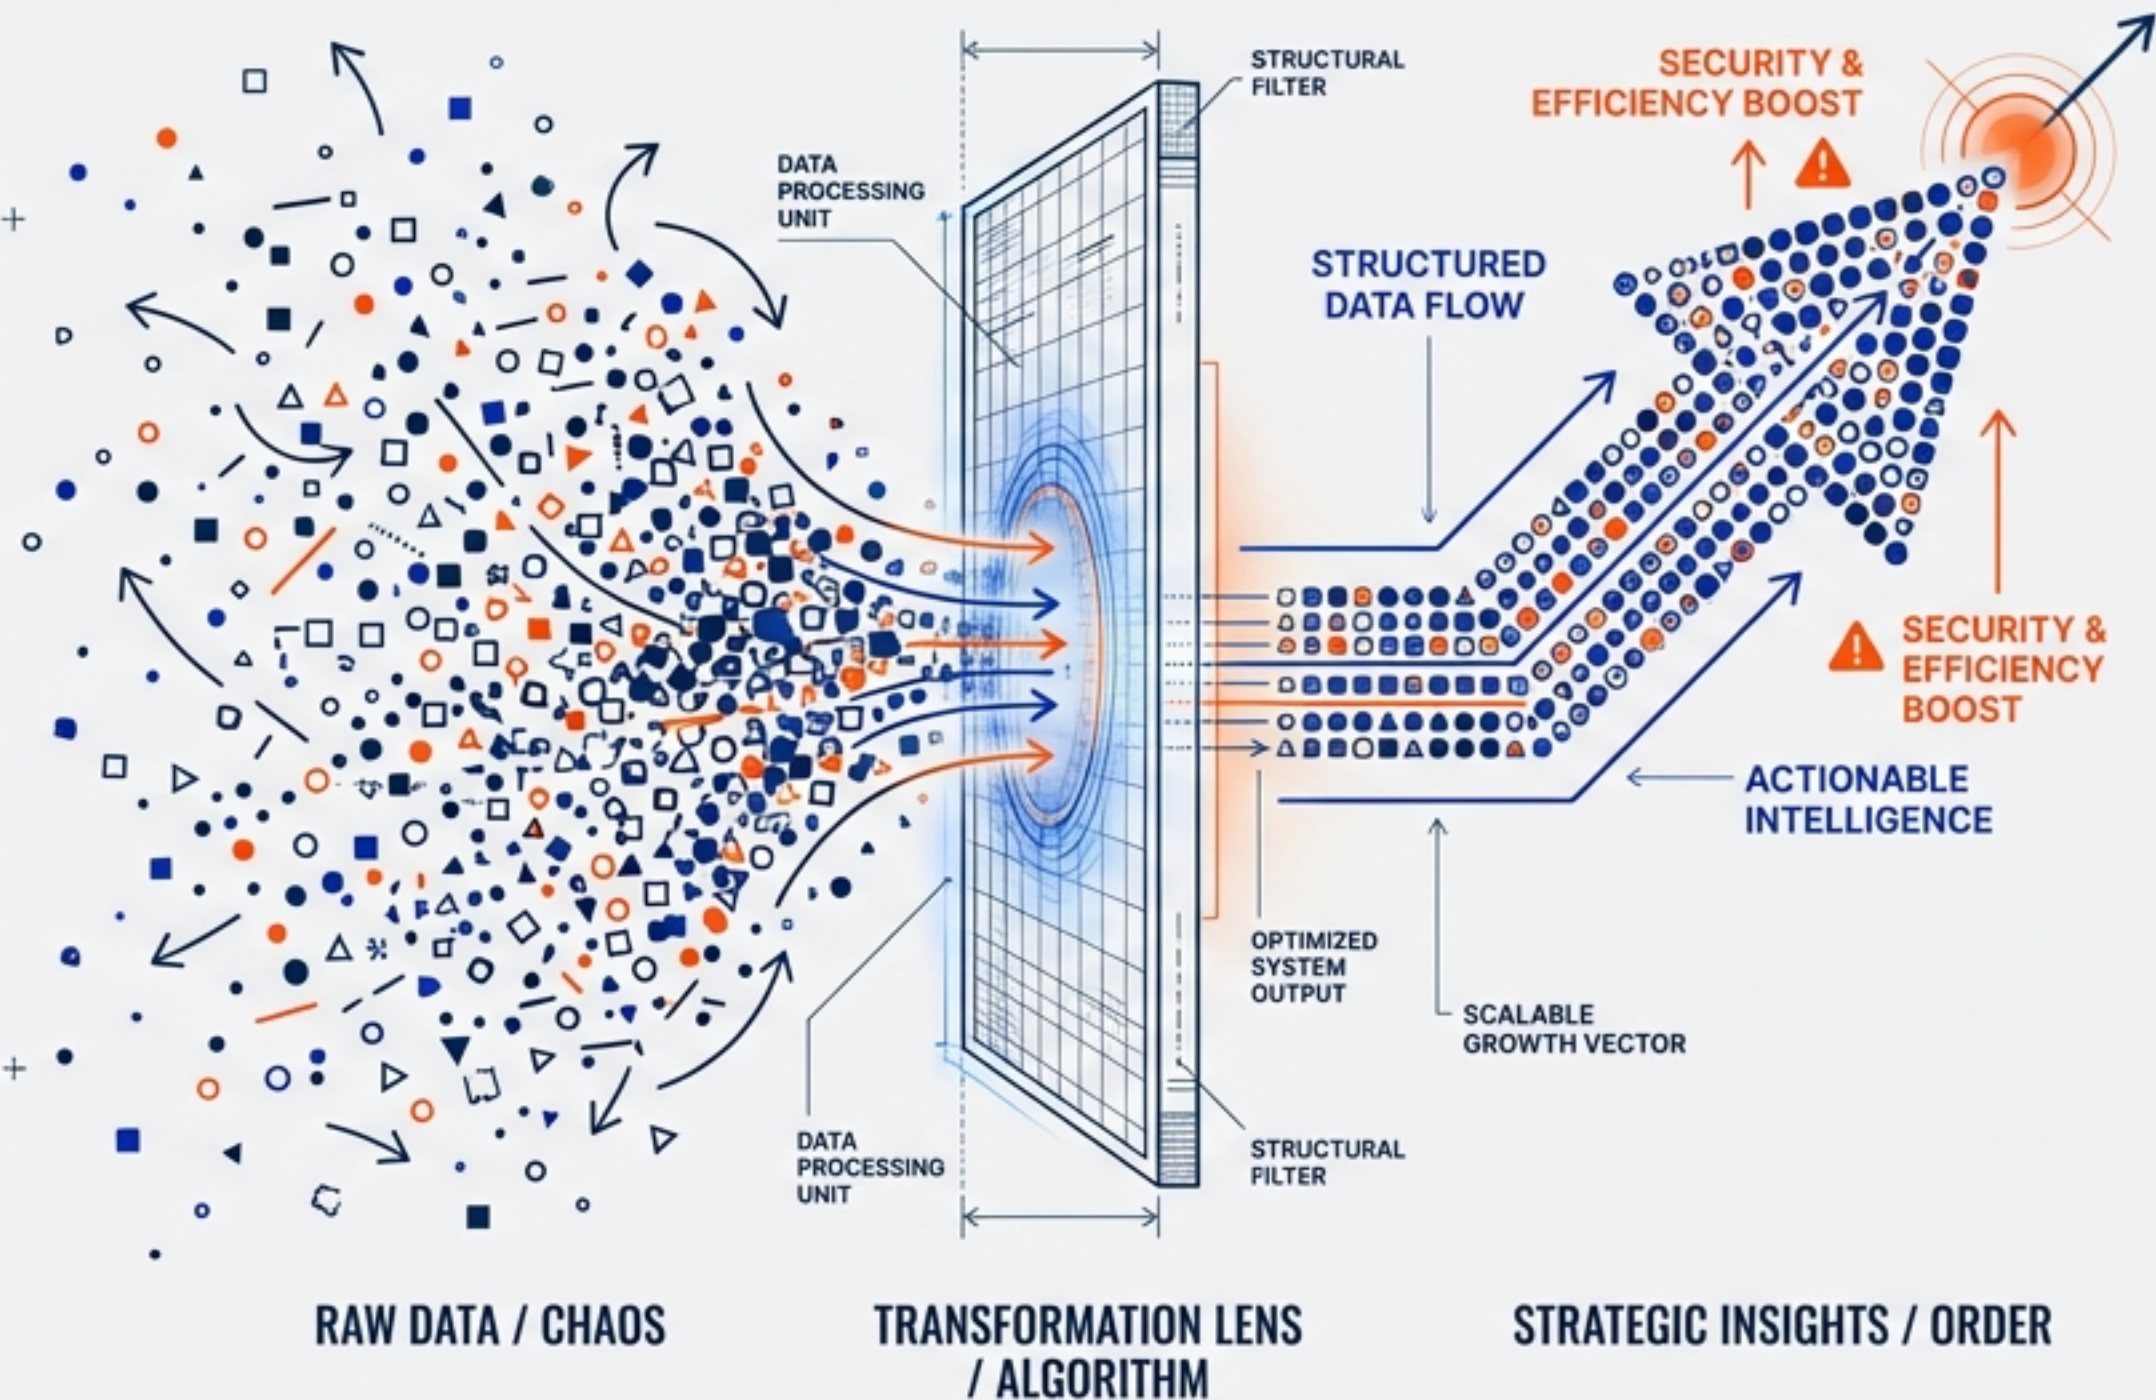 STRUCTURAL
FILTER
SECURITY &
EFFICIENCY BOOST
DATA
PROCESSING
UNIT
STRUCTURED
DATA FLOW
SECURITY &
EFFICIENCY
BOOST
ACTIONABLE
INTELLIGENCE
OPTIMIZED
SYSTEM
OUTPUT
SCALABLE
GROWTH VECTOR
DATA
PROCESSING
UNIT
STRUCTURAL
FILTER
RAW DATA / CHAOS
TRANSFORMATION LENS
/ ALGORITHM
STRATEGIC INSIGHTS / ORDER